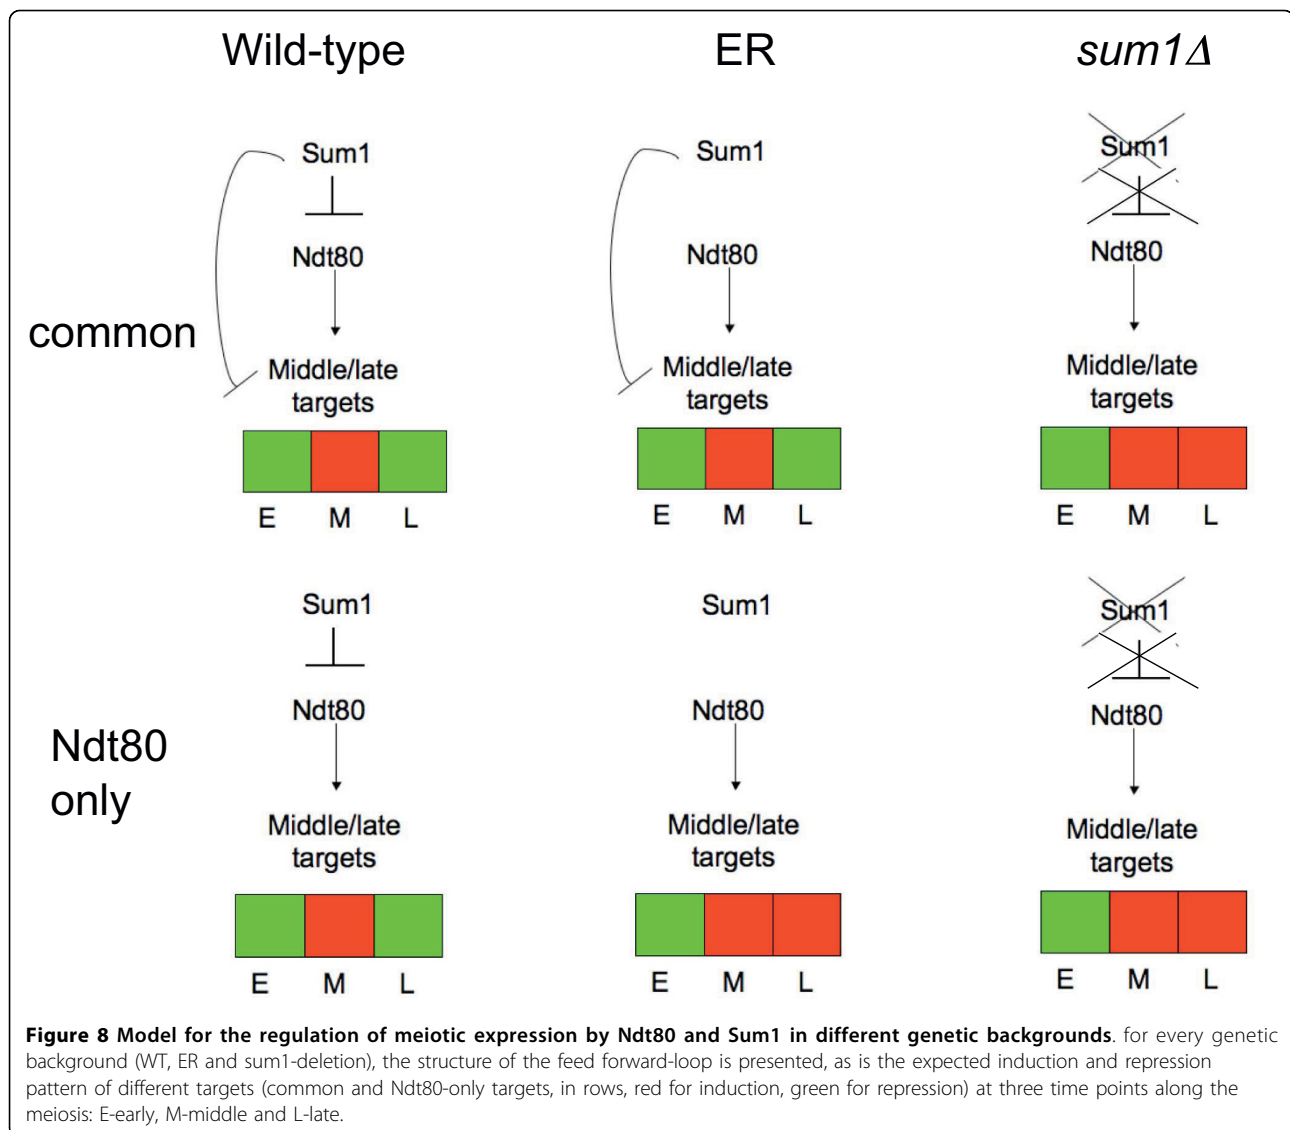 Wild-type
ER
sum1Δ
Sum1
Sum1
Sum1
Ndt80
Ndt80
Ndt80
common
Middle/late
targets
Middle/late
targets
Middle/late
targets
E M L
E M L
E M L
Sum1
Sum1
Sum1
Ndt80
Ndt80
Ndt80
Ndt80
only
Middle/late
targets
Middle/late
targets
Middle/late
targets
E M L
E M L
E M L
Figure 8 Model for the regulation of meiotic expression by Ndt80 and Sum1 in different genetic backgrounds. for every genetic
background (WT, ER and sum1-deletion), the structure of the feed forward-loop is presented, as is the expected induction and repression
pattern of different targets (common and Ndt80-only targets, in rows, red for induction, green for repression) at three time points along the
meiosis: E-early, M-middle and L-late.